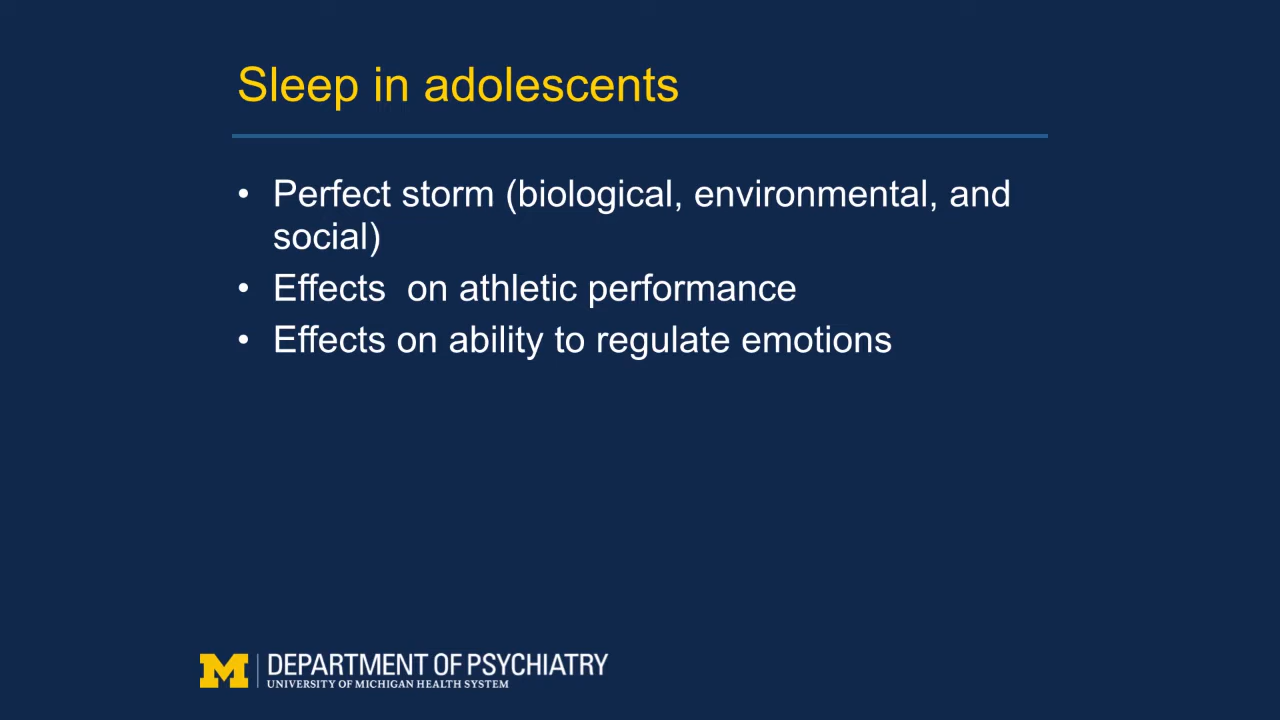 Sleep in adolescents
• Perfect storm (biological, environmental, and
social)
• Effects  on athletic performance
• Effects on ability to regulate emotions
M DEPARTMENT OF PSYCHIATRY
UNIVERSITY OF MICHIGAN HEALTH SYSTEM